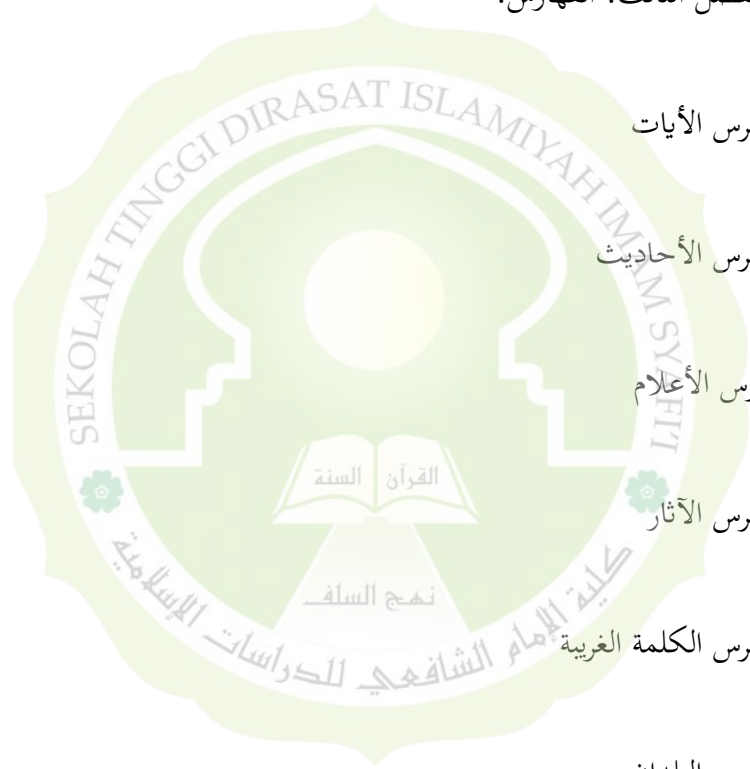 رس الأيات
SEKOLAH TINGGI DIRASAT ISLAMIYAH IMAM SYAFI'I
رس الأحاديث
رس الأعلام
القرآن السنة
رس الآثار
نهج السلف
رس الكلمة الغريبة
كلية الإمام الشافعي للدراسات الإسلامية